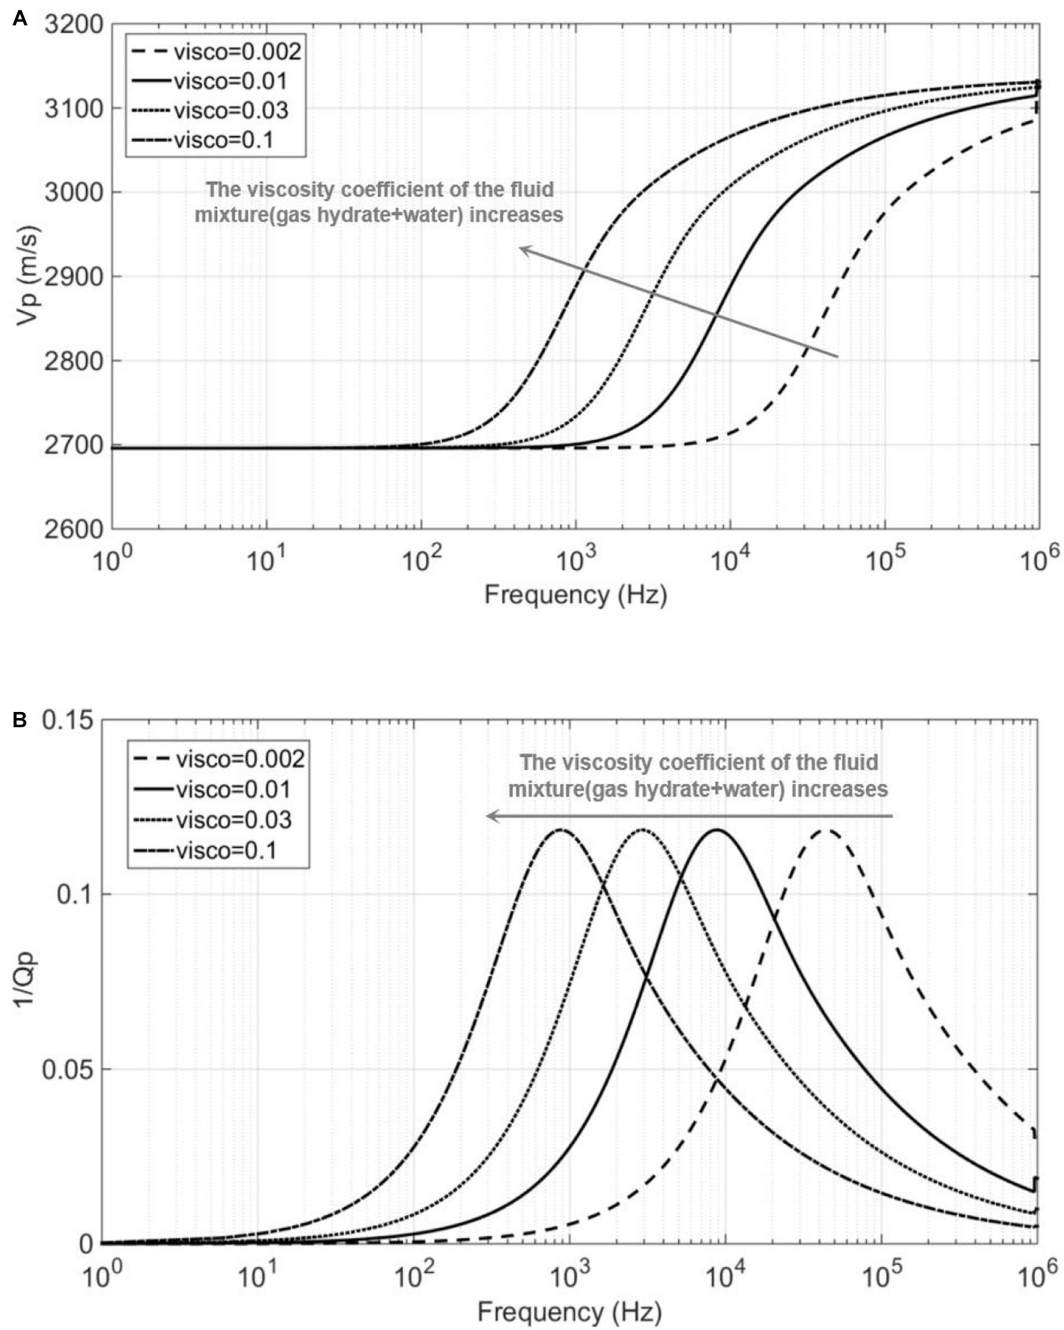 A
3200
3100
3000
2900
2800
2700
2600
Vp (m/s)
visco=0.002
visco=0.01
visco=0.03
visco=0.1
The viscosity coefficient of the fluid
mixture(gas hydrate+water) increases
10^0 10^1 10^2 10^3 10^4 10^5 10^6
Frequency (Hz)
B
0.15
0.1
0.05
0
1/Qp
visco=0.002
visco=0.01
visco=0.03
visco=0.1
The viscosity coefficient of the fluid
mixture(gas hydrate+water) increases
10^0 10^1 10^2 10^3 10^4 10^5 10^6
Frequency (Hz)